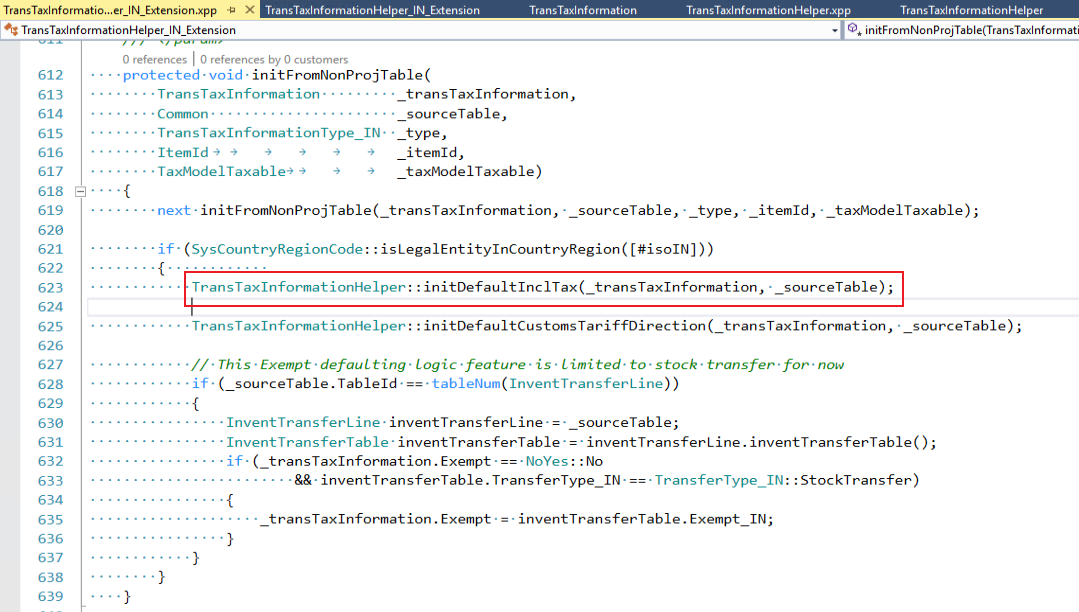 TransTaxInformatio...er_IN_Extension.xpp TransTaxInformationHelper_IN_Extension TransTaxInformation TransTaxInformationHelper.xpp TransTaxInformationHelper
TransTaxInformationHelper_IN_Extension initFromNonProjTable(TransTaxInformati
611 /// </param>
0 references | 0 references by 0 customers
612 protected void initFromNonProjTable(
613 TransTaxInformation _transTaxInformation,
614 Common _sourceTable,
615 TransTaxInformationType_IN _type,
616 ItemId _itemId,
617 TaxModelTaxable _taxModelTaxable)
618 {
619 next initFromNonProjTable(_transTaxInformation, _sourceTable, _type, _itemId, _taxModelTaxable);
620
621 if (SysCountryRegionCode::isLegalEntityInCountryRegion([#isoIN]))
622 {
623 TransTaxInformationHelper::initDefaultInclTax(_transTaxInformation, _sourceTable);
624
625 TransTaxInformationHelper::initDefaultCustomsTariffDirection(_transTaxInformation, _sourceTable);
626
627 // This Exempt defaulting logic feature is limited to stock transfer for now
628 if (_sourceTable.TableId == tableNum(InventTransferLine))
629 {
630 InventTransferLine inventTransferLine = _sourceTable;
631 InventTransferTable inventTransferTable = inventTransferLine.inventTransferTable();
632 if (_transTaxInformation.Exempt == NoYes::No
633 && inventTransferTable.TransferType_IN == TransferType_IN::StockTransfer)
634 {
635 _transTaxInformation.Exempt = inventTransferTable.Exempt_IN;
636 }
637 }
638 }
639 }